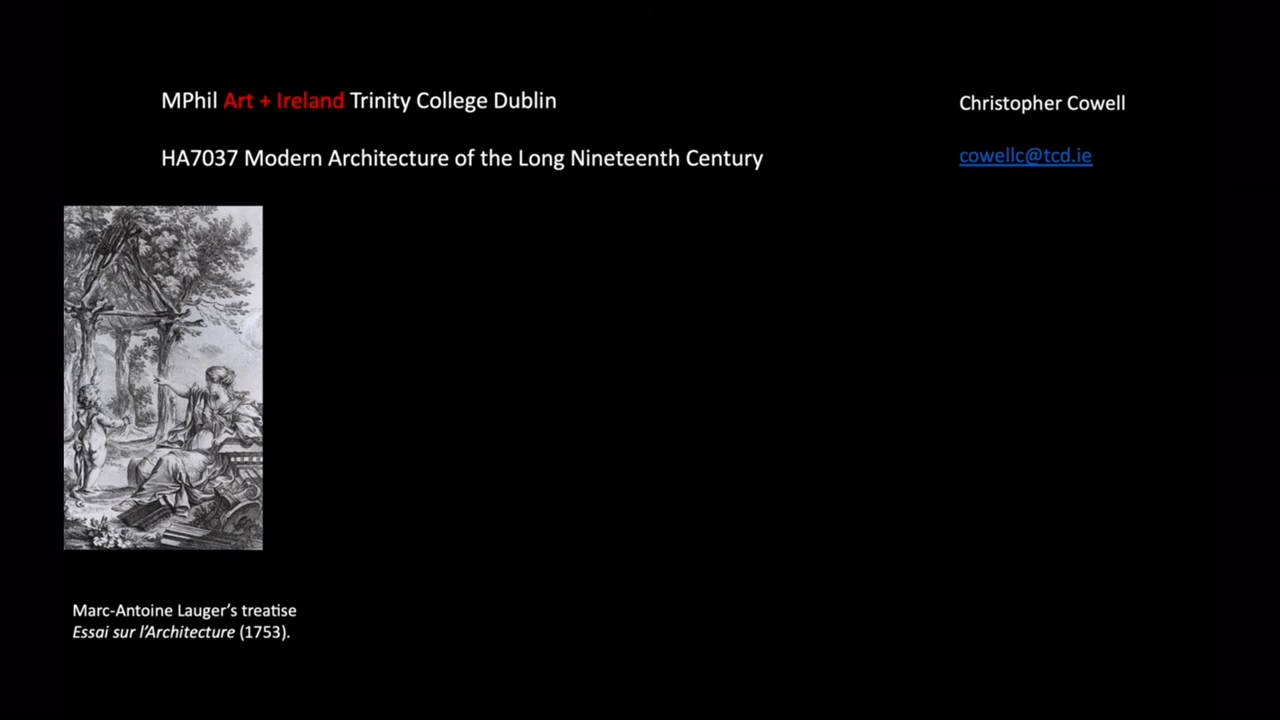 MPhil Art + Ireland Trinity College Dublin
Christopher Cowell
HA7037 Modern Architecture of the Long Nineteenth Century
cowellc@tcd.ie
Marc-Antoine Lauger's treatise
Essai sur l'Architecture (1753).